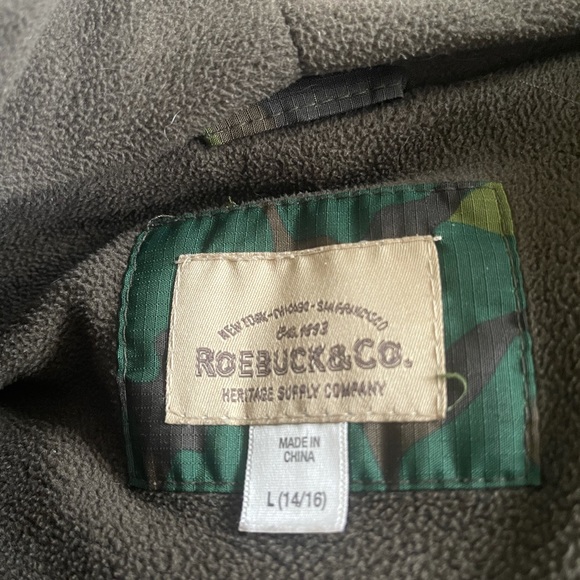 NEW YORK-CHICAGO-SAN FRANCISCO
Est. 1893
ROEBUCK&CO.
HERITAGE SUPPLY COMPANY
MADE IN
CHINA
L (14/16)